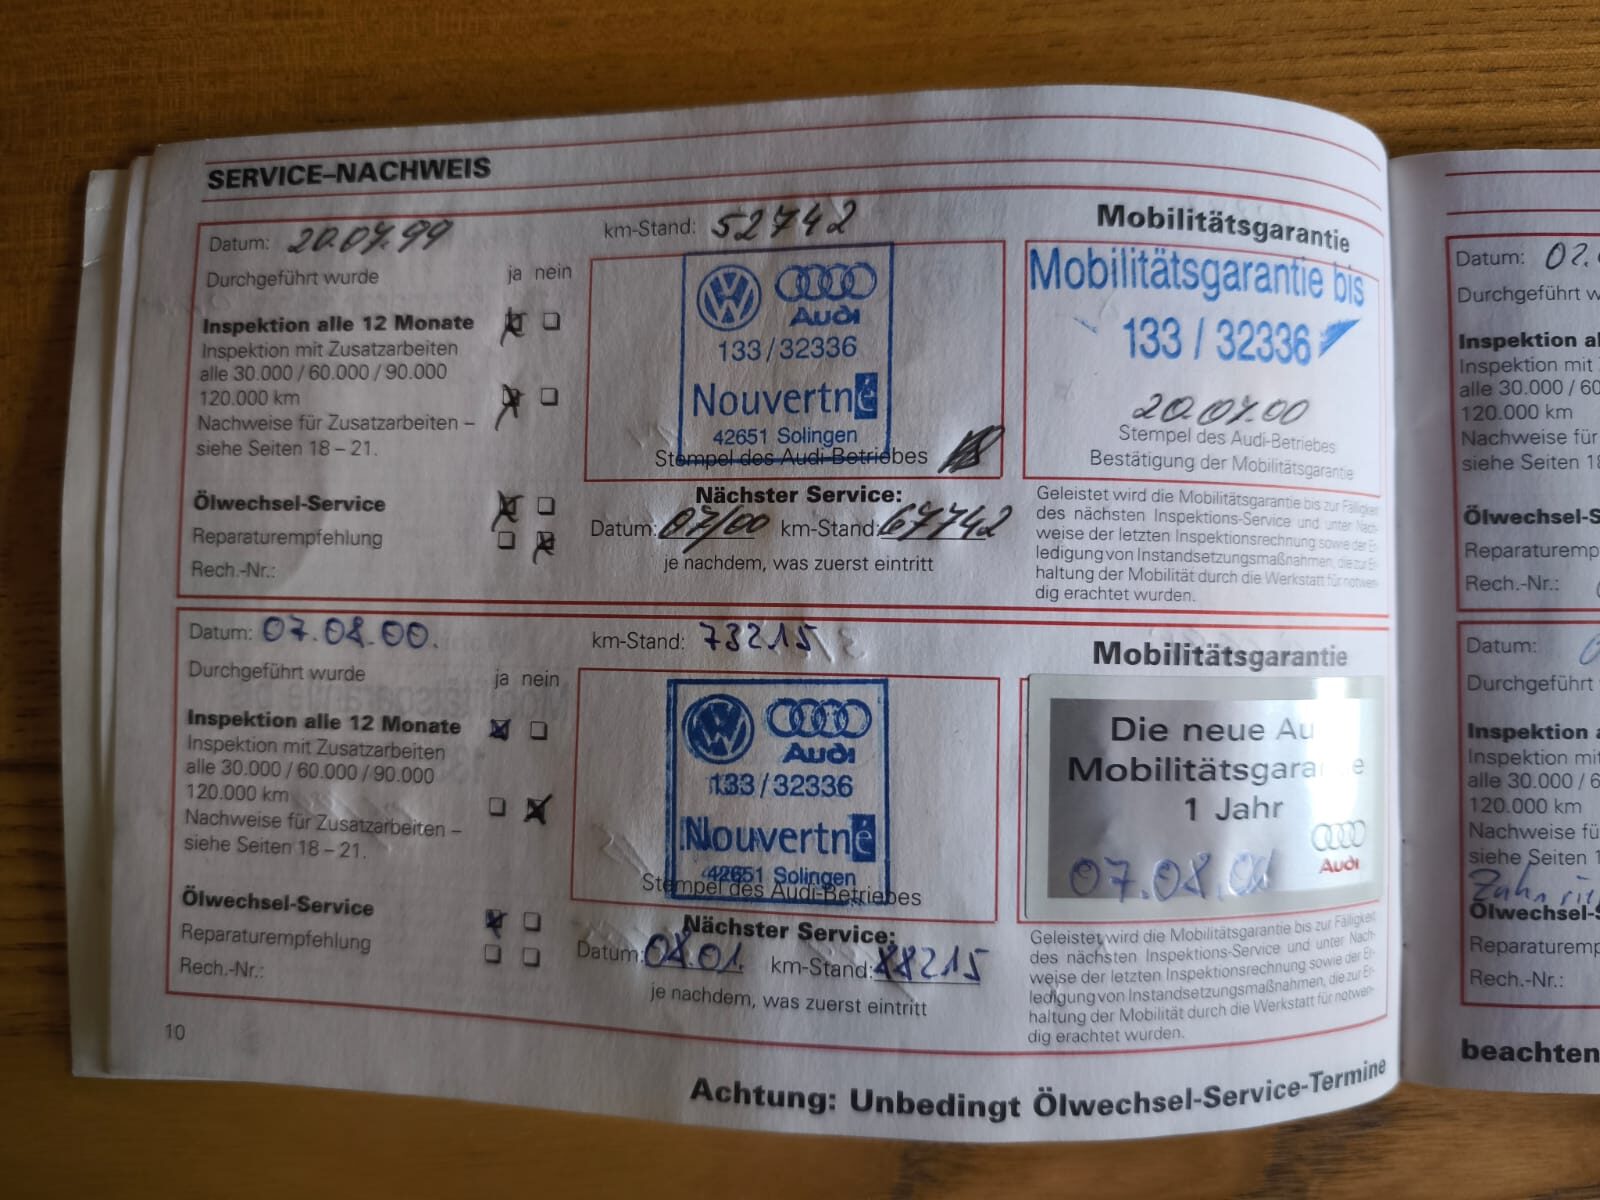 SERVICE–NACHWEIS
Datum: 20.07.99
km-Stand: 52742
Durchgeführt wurde
ja nein
Inspektion alle 12 Monate
Inspektion mit Zusatzarbeiten
alle 30.000 / 60.000 / 90.000
120.000 km
Nachweise für Zusatzarbeiten –
siehe Seiten 18 – 21.
Ölwechsel-Service
Reparaturempfehlung
Rech.-Nr.:
Audi
133 / 32336
Nouvertné
42651 Solingen
Stempel des Audi-Betriebes
Nächster Service:
Datum: 07/00 km-Stand: 67742
je nachdem, was zuerst eintritt
Mobilitätsgarantie
Mobilitätsgarantie bis
133 / 32336
20.07.00
Stempel des Audi-Betriebes
Bestätigung der Mobilitätsgarantie
Geleistet wird die Mobilitätsgarantie bis zur Fälligkeit
des nächsten Inspektions-Service und unter Nach-
weise der letzten Inspektionsrechnung sowie der Er-
ledigung von Instandsetzungsmaßnahmen, die zur Er-
haltung der Mobilität durch die Werkstatt für notwen-
dig erachtet wurden.
Datum: 07.08.00.
km-Stand: 73215
Durchgeführt wurde
ja nein
Inspektion alle 12 Monate
Inspektion mit Zusatzarbeiten
alle 30.000 / 60.000 / 90.000
120.000 km
Nachweise für Zusatzarbeiten –
siehe Seiten 18 – 21.
Ölwechsel-Service
Reparaturempfehlung
Rech.-Nr.:
Audi
133 / 32336
Nouvertné
42651 Solingen
Stempel des Audi-Betriebes
Nächster Service:
Datum: 08.01. km-Stand: 88215
je nachdem, was zuerst eintritt
Mobilitätsgarantie
Die neue Au
Mobilitätsgara e
1 Jahr
Audi
07.08.
Geleistet wird die Mobilitätsgarantie bis zur Fälligkeit
des nächsten Inspektions-Service und unter Nach-
weise der letzten Inspektionsrechnung sowie der Er-
ledigung von Instandsetzungsmaßnahmen, die zur Er-
haltung der Mobilität durch die Werkstatt für notwen-
dig erachtet wurden.
10
Achtung: Unbedingt Ölwechsel-Service-Termine
Datum: 02.
Durchgeführt w
Inspektion al
Inspektion mit
alle 30.000 / 60
120.000 km
Nachweise für
siehe Seiten 18
Ölwechsel-S
Reparaturemp
Rech.-Nr.:
Datum:
Durchgeführt
Inspektion a
Inspektion mi
alle 30.000 / 6
120.000 km
Nachweise fü
siehe Seiten 1
Ölwechsel-S
Reparaturemp
Rech.-Nr.:
beachten